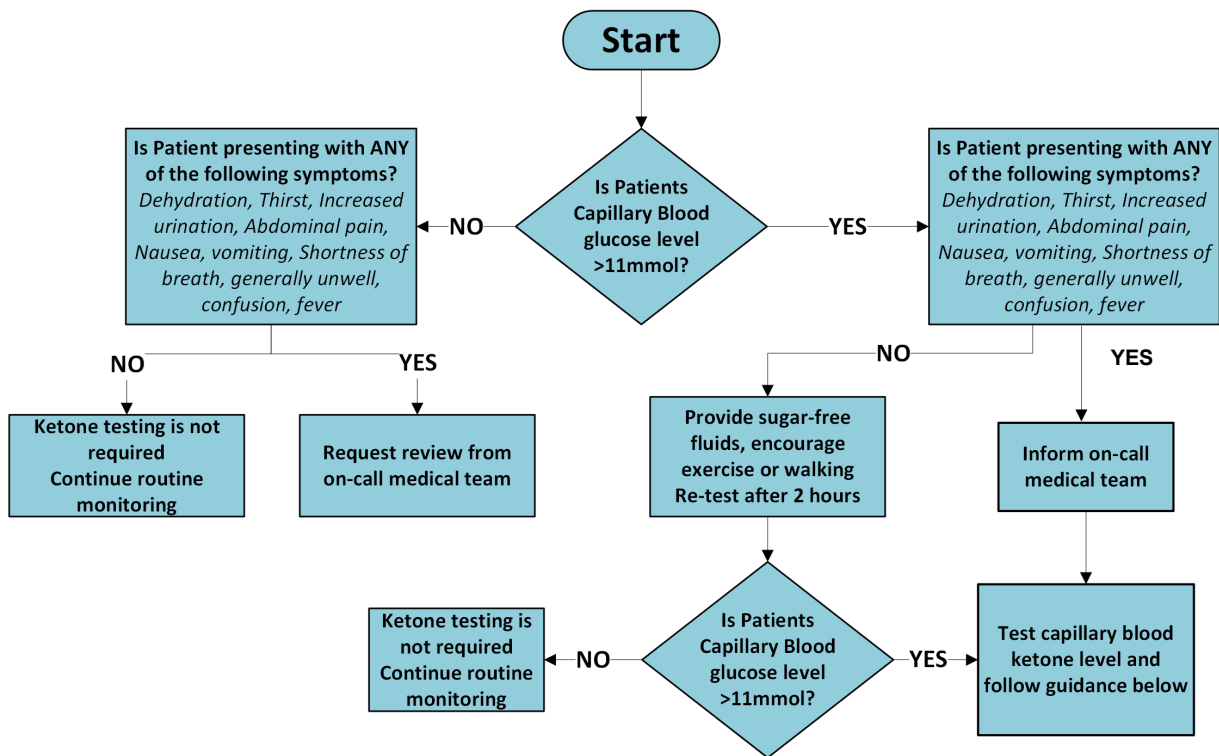 Start
Is Patient presenting with ANY
of the following symptoms?
Dehydration, Thirst, Increased
urination, Abdominal pain,
Nausea, vomiting, Shortness of
breath, generally unwell,
confusion, fever
NO
Is Patients
Capillary Blood
glucose level
>11mmol?
YES
Is Patient presenting with ANY
of the following symptoms?
Dehydration, Thirst, Increased
urination, Abdominal pain,
Nausea, vomiting, Shortness of
breath, generally unwell,
confusion, fever
NO
YES
NO
YES
Ketone testing is not
required
Continue routine
monitoring
Request review from
on-call medical team
Provide sugar-free
fluids, encourage
exercise or walking
Re-test after 2 hours
Inform on-call
medical team
Ketone testing is
not required
Continue routine
monitoring
NO
Is Patients
Capillary Blood
glucose level
>11mmol?
YES
Test capillary blood
ketone level and
follow guidance below